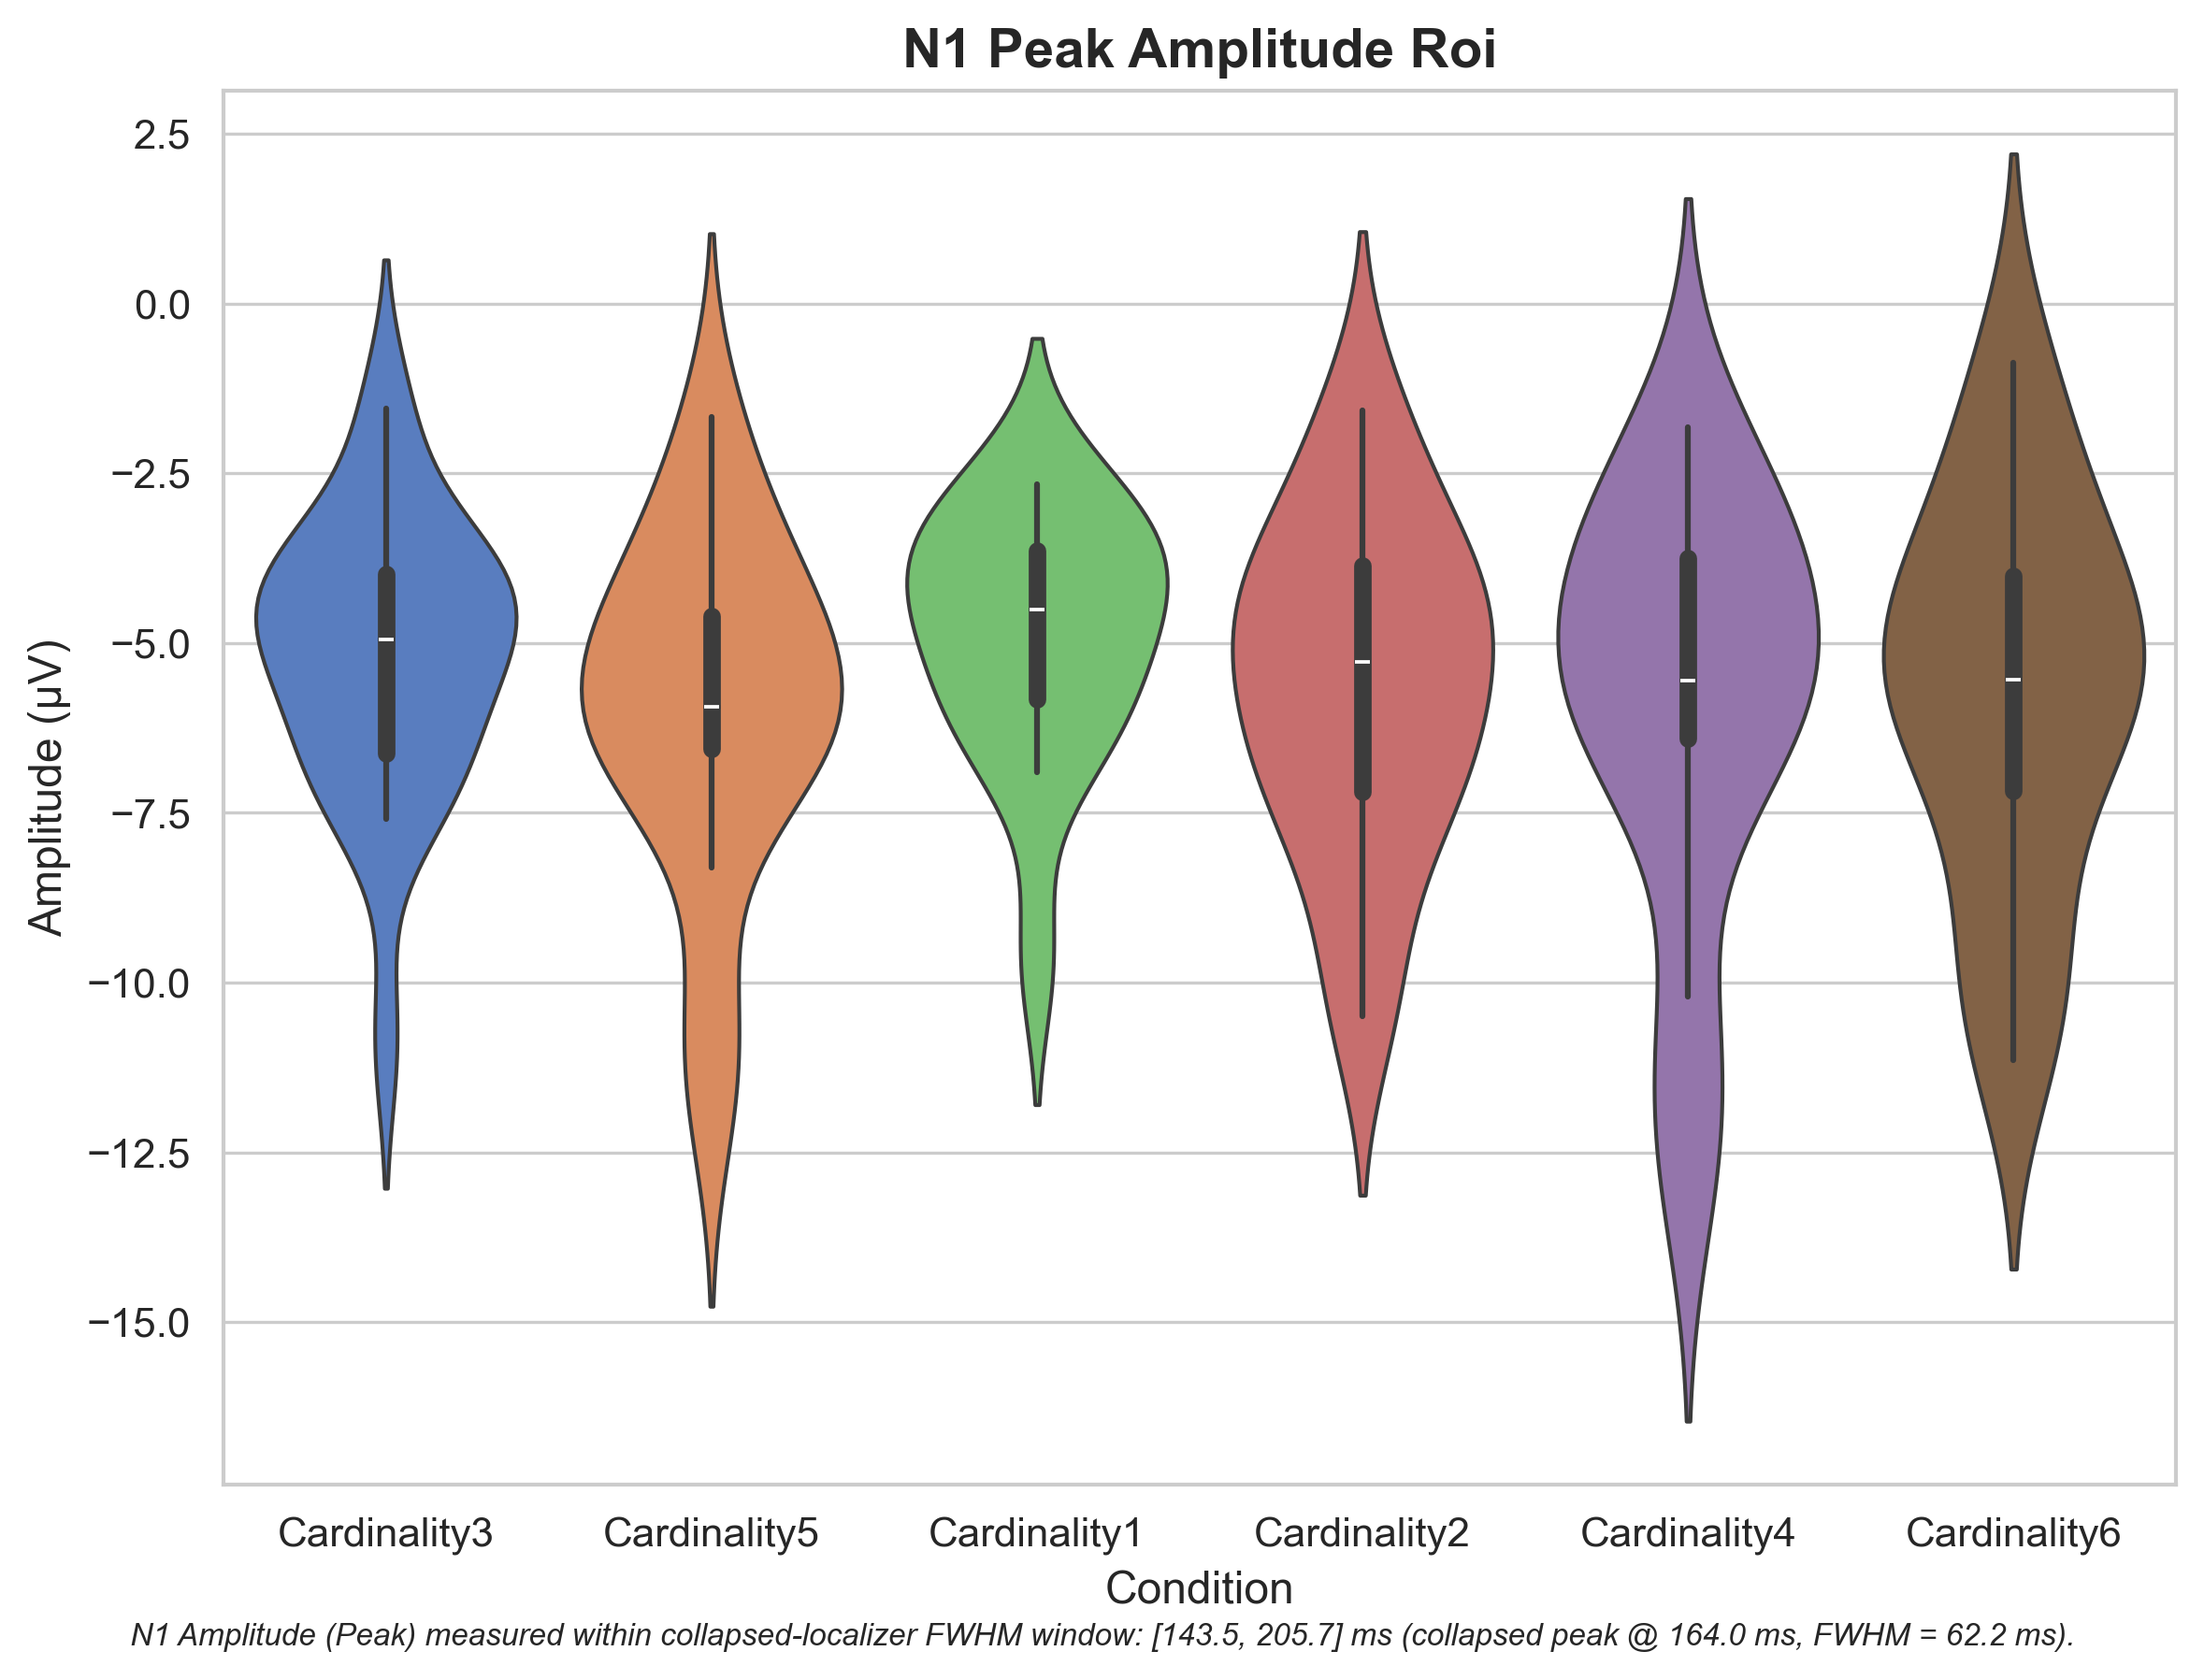 N1 Peak Amplitude Roi
2.5
0.0
−2.5
−5.0
−7.5
−10.0
−12.5
−15.0
Amplitude (µV)
Cardinality3 Cardinality5 Cardinality1 Cardinality2 Cardinality4 Cardinality6
Condition
N1 Amplitude (Peak) measured within collapsed-localizer FWHM window: [143.5, 205.7] ms (collapsed peak @ 164.0 ms, FWHM = 62.2 ms).